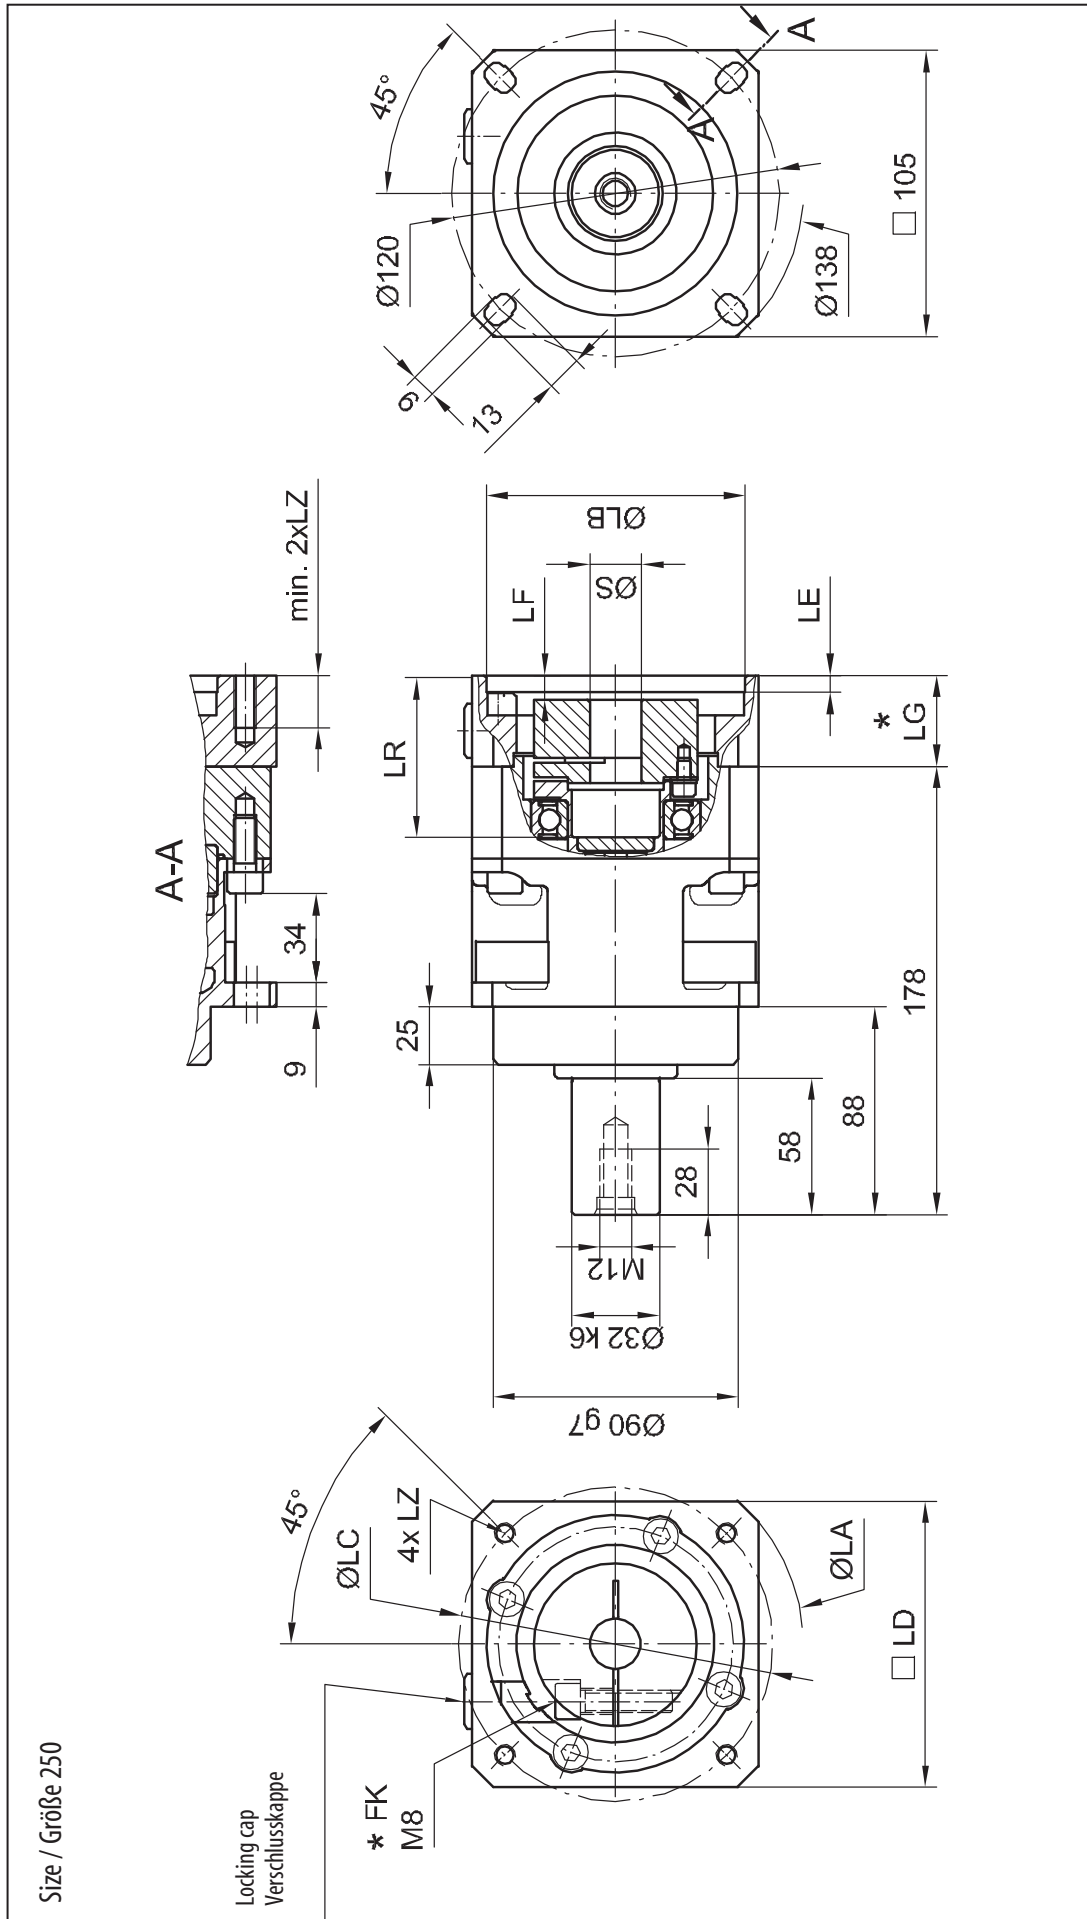 Size / Größe 250
Locking cap
Verschlusskappe
* FK
M8
45°
ØLC
4x LZ
ØLA
□ LD
A-A
min. 2xLZ
34
9
25
LR
LF
ØS
ØLB
LE
*
LG
178
88
58
28
M12
Ø32 k6
Ø90 g7
45°
Ø120
9
13
A
A
Ø138
□ 105